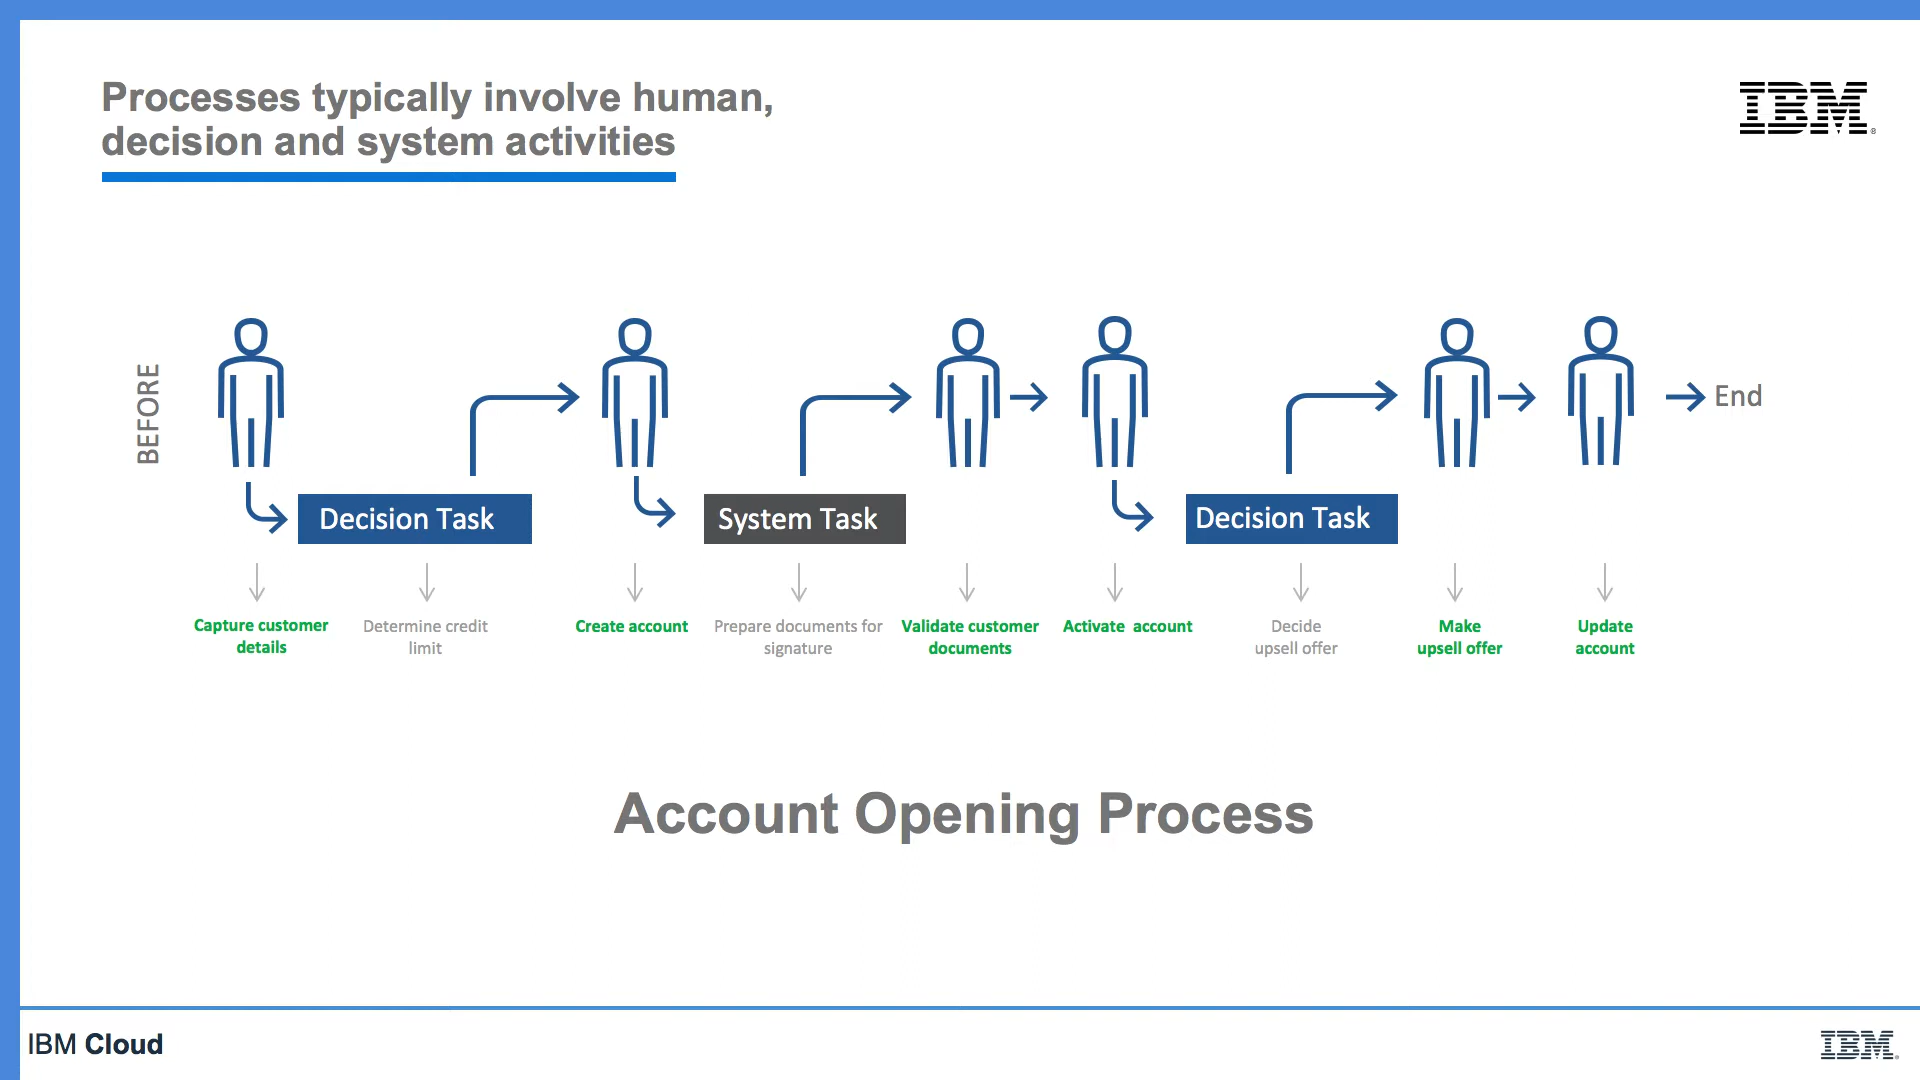 Processes typically involve human,
decision and system activities
IBM®
BEFORE
End
Decision Task
System Task
Decision Task
Capture customer
details
Determine credit
limit
Create account
Prepare documents for
signature
Validate customer
documents
Activate account
Decide
upsell offer
Make
upsell offer
Update
account
Account Opening Process
IBM Cloud
IBM®